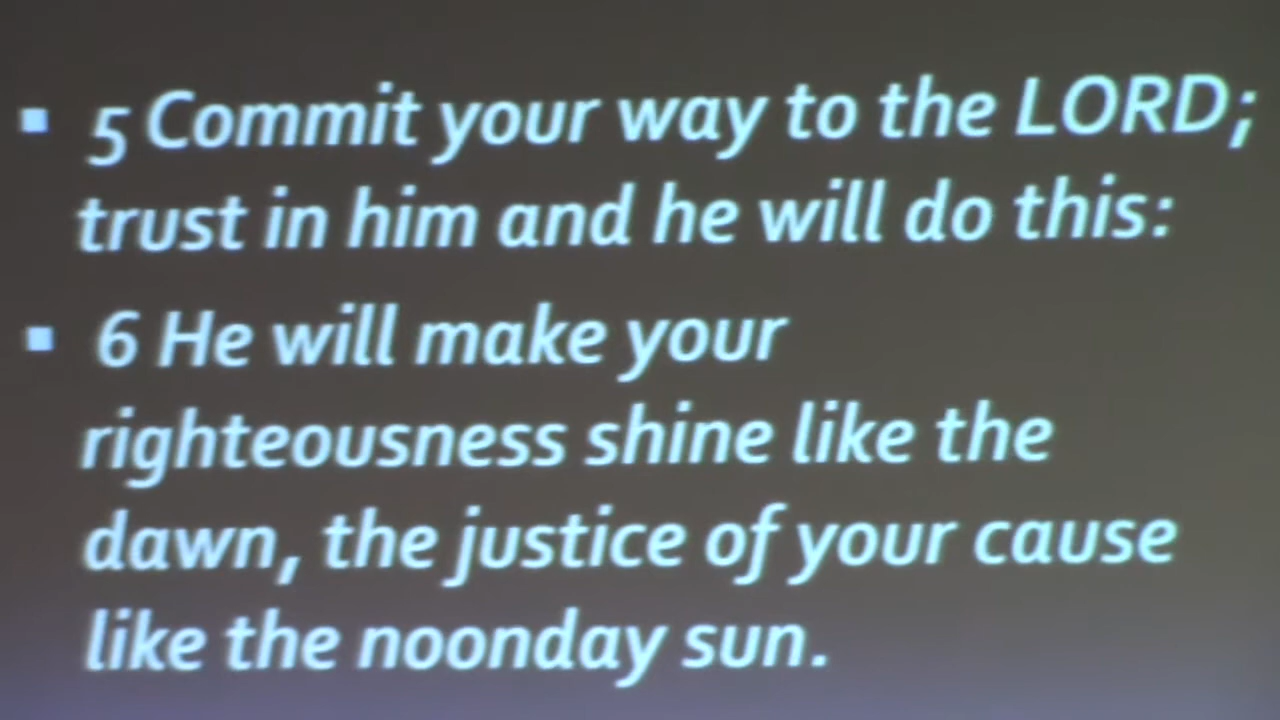 ▪ 5 Commit your way to the LORD;
trust in him and he will do this:
▪ 6 He will make your
righteousness shine like the
dawn, the justice of your cause
like the noonday sun.